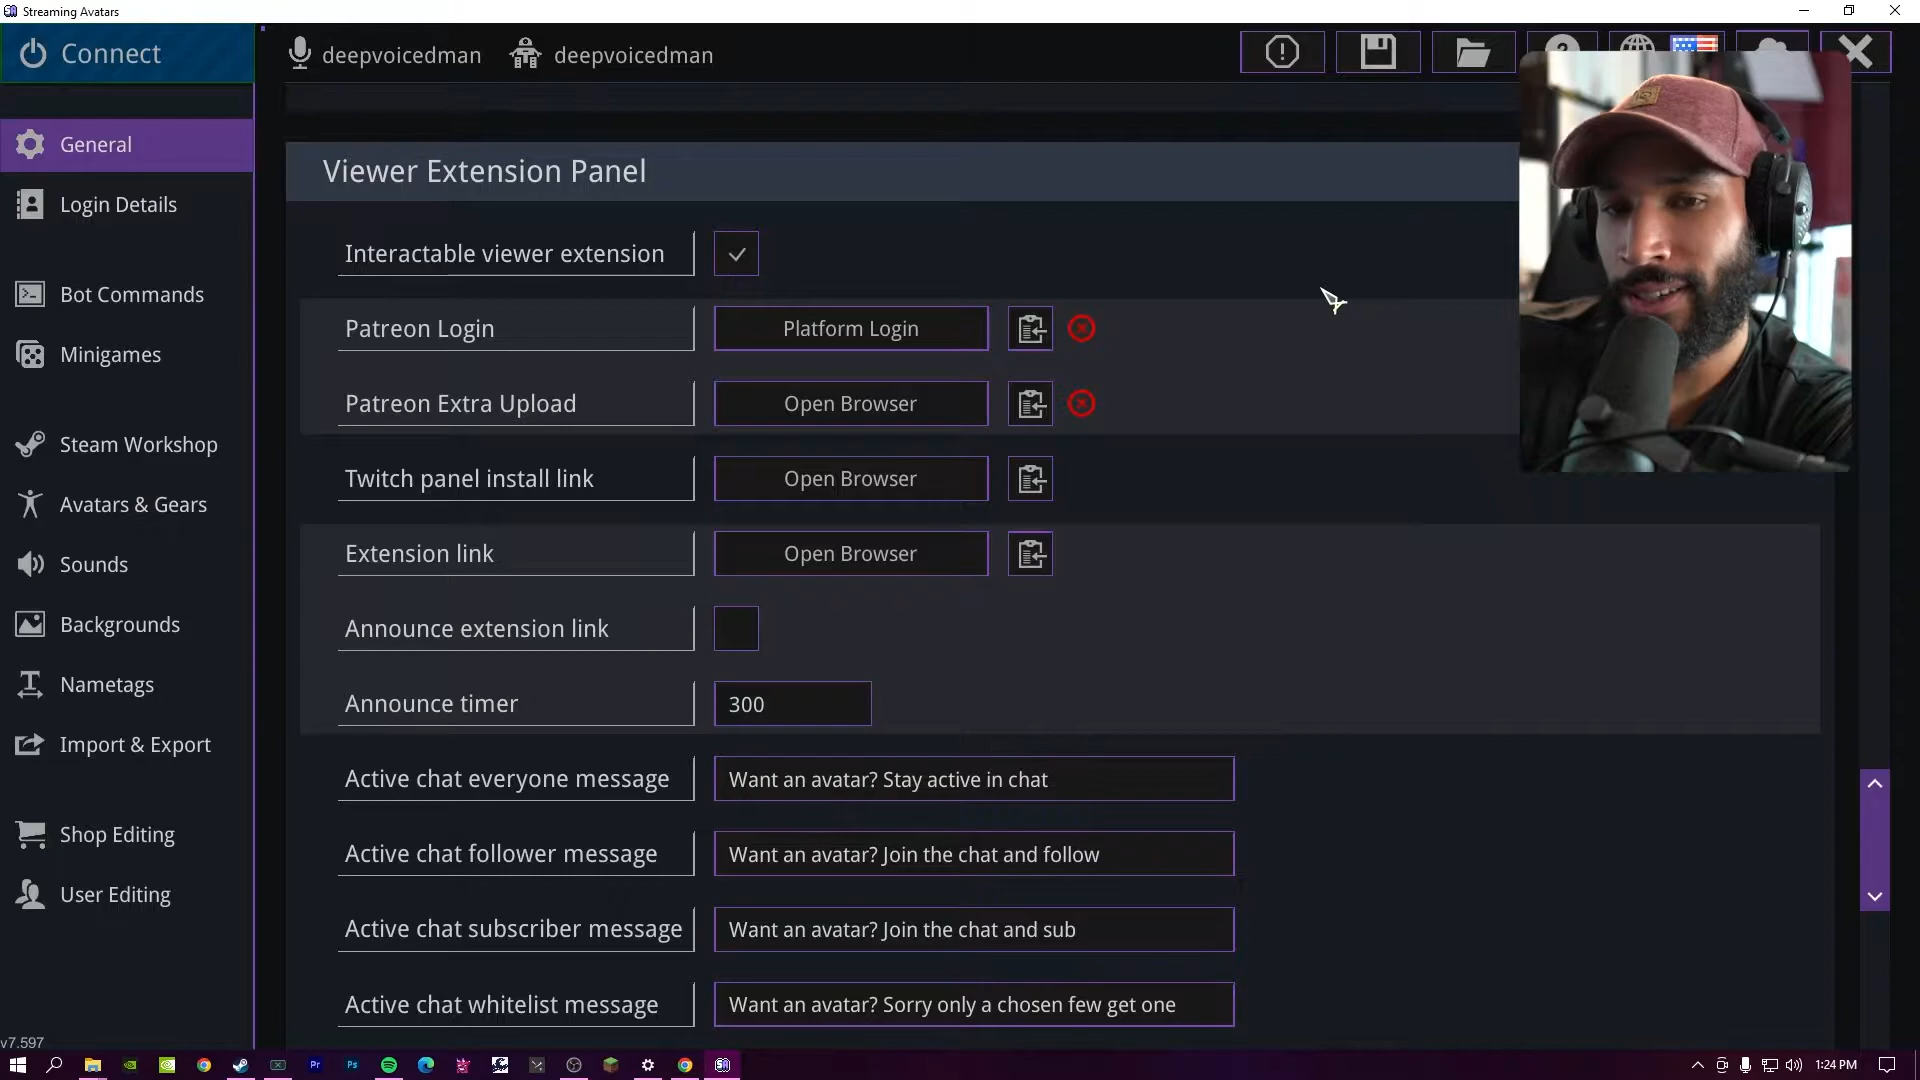 Streaming Avatars
Connect
deepvoicedman
deepvoicedman
General
Login Details
Bot Commands
Minigames
Steam Workshop
Avatars & Gears
Sounds
Backgrounds
Nametags
Import & Export
Shop Editing
User Editing
v7.597
Viewer Extension Panel
Interactable viewer extension
Patreon Login
Platform Login
Patreon Extra Upload
Open Browser
Twitch panel install link
Open Browser
Extension link
Open Browser
Announce extension link
Announce timer
300
Active chat everyone message
Want an avatar? Stay active in chat
Active chat follower message
Want an avatar? Join the chat and follow
Active chat subscriber message
Want an avatar? Join the chat and sub
Active chat whitelist message
Want an avatar? Sorry only a chosen few get one
Pr
Ps
1:24 PM